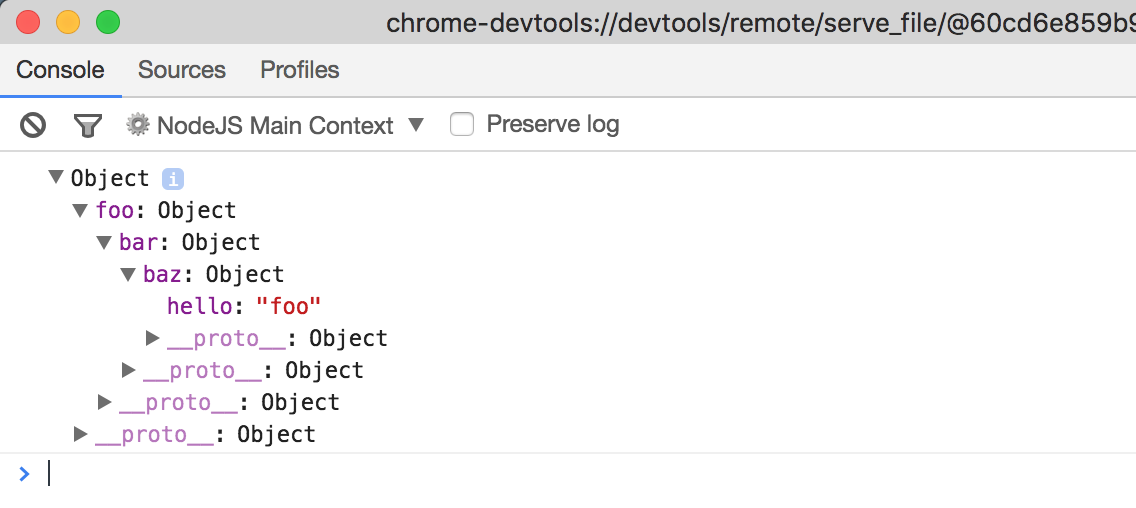 chrome-devtools://devtools/remote/serve_file/@60cd6e859b9
Console Sources Profiles
NodeJS Main Context ▼ Preserve log
▼ Object i
▼ foo: Object
▼ bar: Object
▼ baz: Object
hello: "foo"
▶ __proto__: Object
▶ __proto__: Object
▶ __proto__: Object
▶ __proto__: Object
>